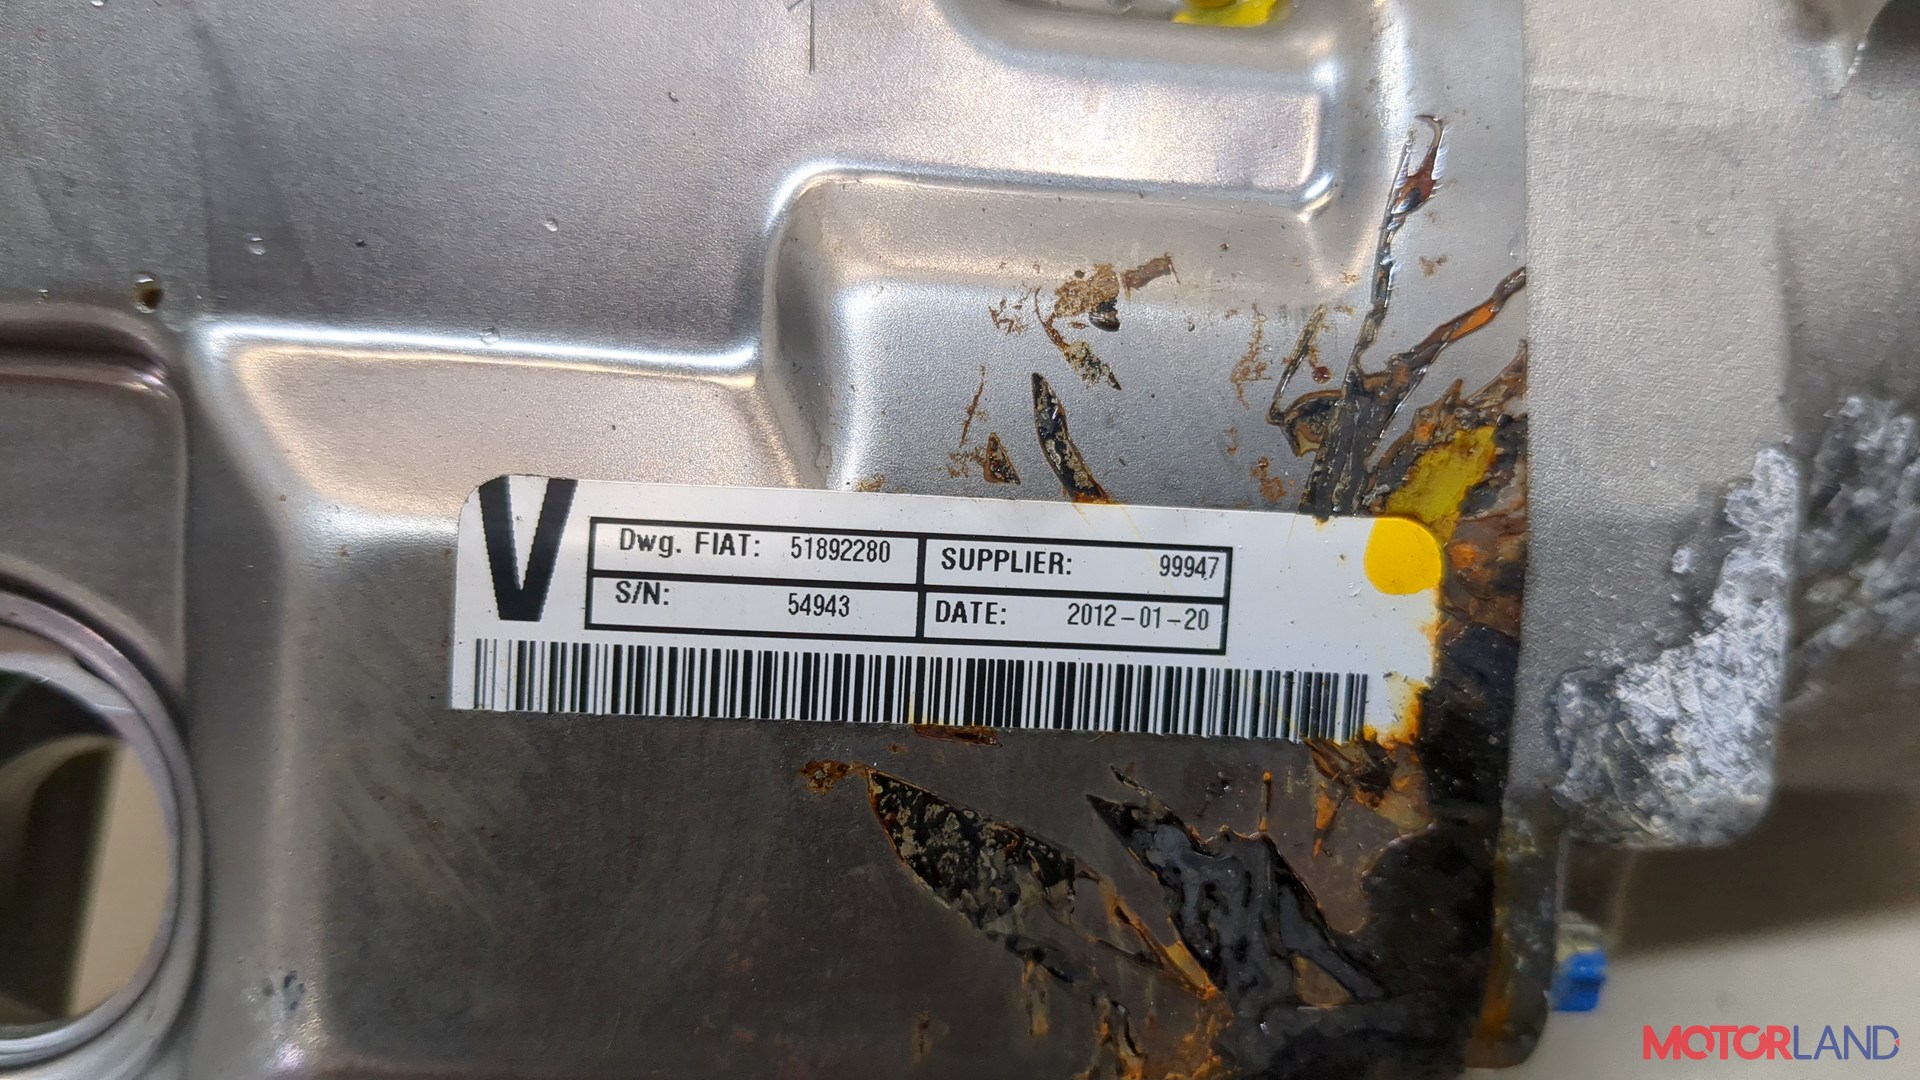 V
Dwg. FIAT: 51892280
SUPPLIER: 99947
S/N: 54943
DATE: 2012-01-20
MOTORLAND